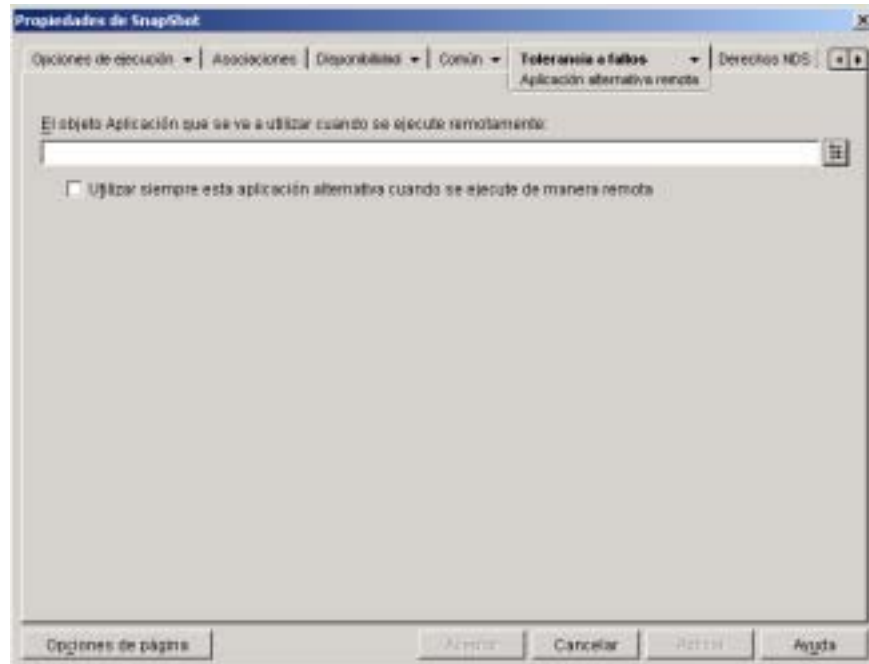 Propiedades de SnapShot
Opciones de ejecución
Asociaciones
Disponibilidad
Común
Tolerancia a fallos
Aplicación alternativa remota
Derechos NDS
El objeto Aplicación que se va a utilizar cuando se ejecute remotamente:
Utilizar siempre esta aplicación alternativa cuando se ejecute de manera remota
Opciones de página
Aceptar
Cancelar
Ayuda